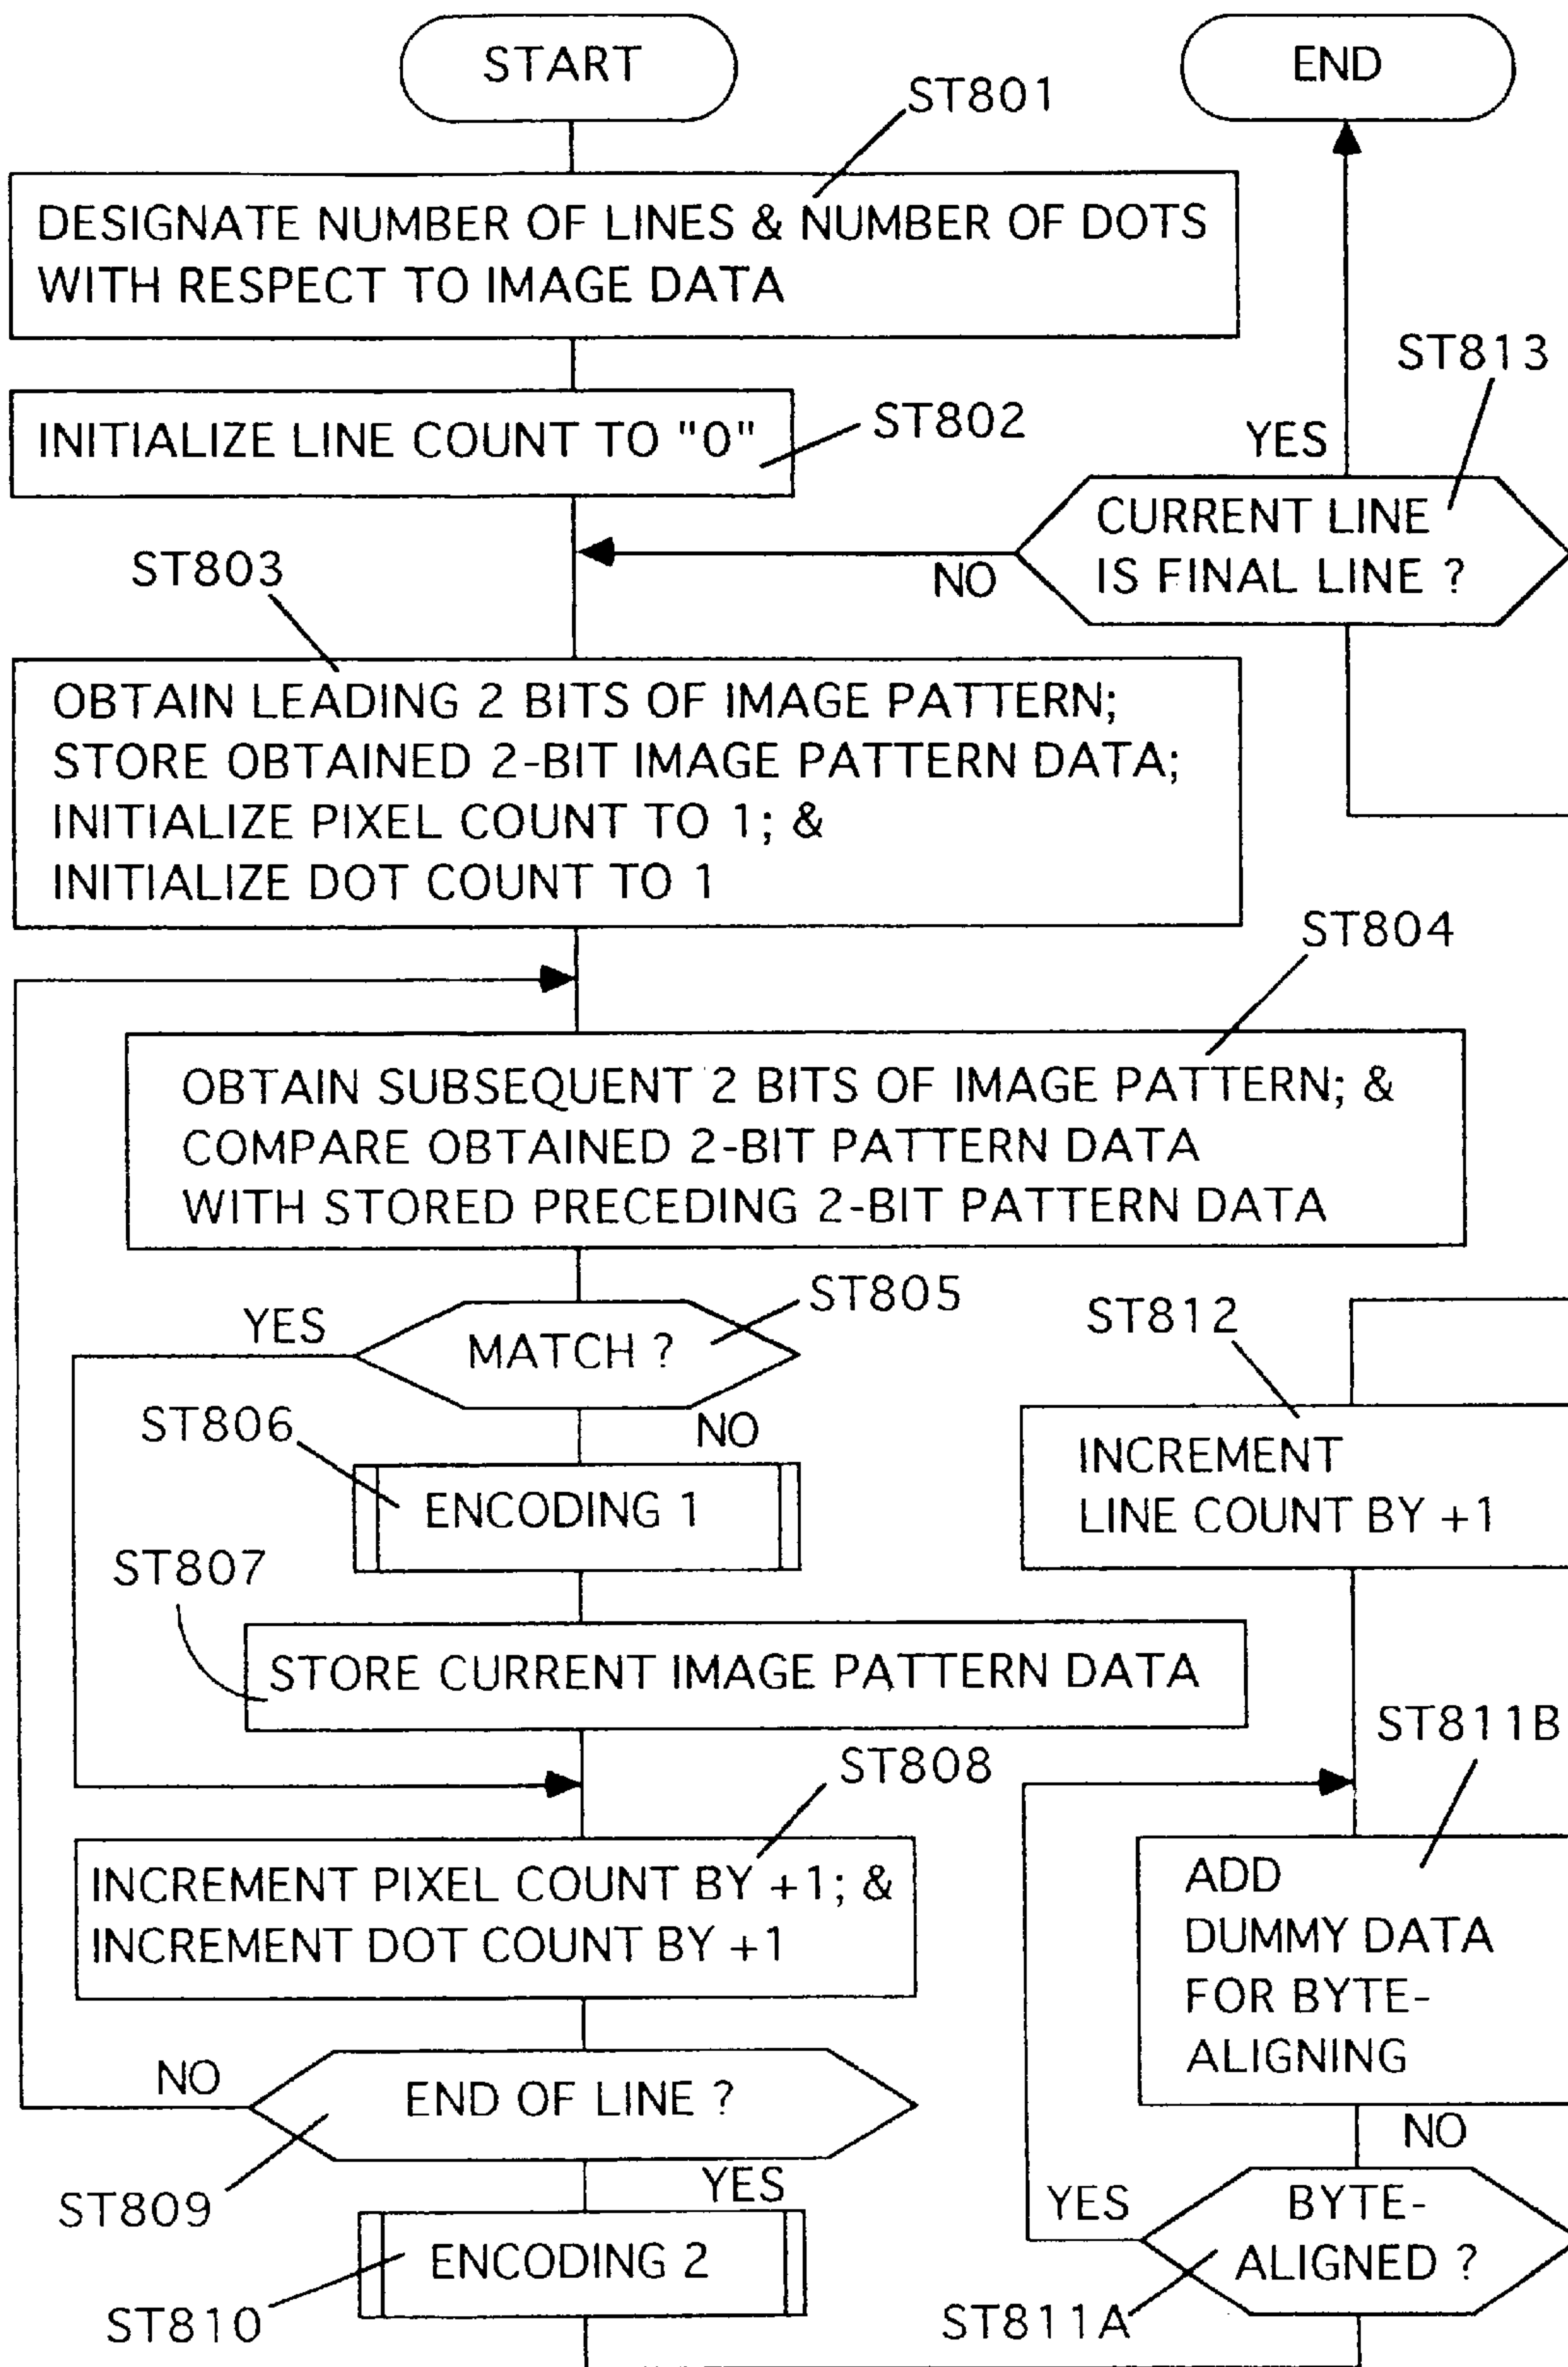 START
END
ST801
DESIGNATE NUMBER OF LINES & NUMBER OF DOTS
WITH RESPECT TO IMAGE DATA
ST813
INITIALIZE LINE COUNT TO "0"
ST802
YES
CURRENT LINE
IS FINAL LINE ?
NO
ST803
OBTAIN LEADING 2 BITS OF IMAGE PATTERN;
STORE OBTAINED 2-BIT IMAGE PATTERN DATA;
INITIALIZE PIXEL COUNT TO 1; &
INITIALIZE DOT COUNT TO 1
ST804
OBTAIN SUBSEQUENT 2 BITS OF IMAGE PATTERN; &
COMPARE OBTAINED 2-BIT PATTERN DATA
WITH STORED PRECEDING 2-BIT PATTERN DATA
ST805
YES
MATCH ?
NO
ST806
ENCODING 1
ST807
STORE CURRENT IMAGE PATTERN DATA
ST808
INCREMENT PIXEL COUNT BY +1; &
INCREMENT DOT COUNT BY +1
NO
END OF LINE ?
ST809
YES
ENCODING 2
ST810
ST812
INCREMENT
LINE COUNT BY +1
ST811B
ADD
DUMMY DATA
FOR BYTE-
ALIGNING
NO
YES
BYTE-
ALIGNED ?
ST811A